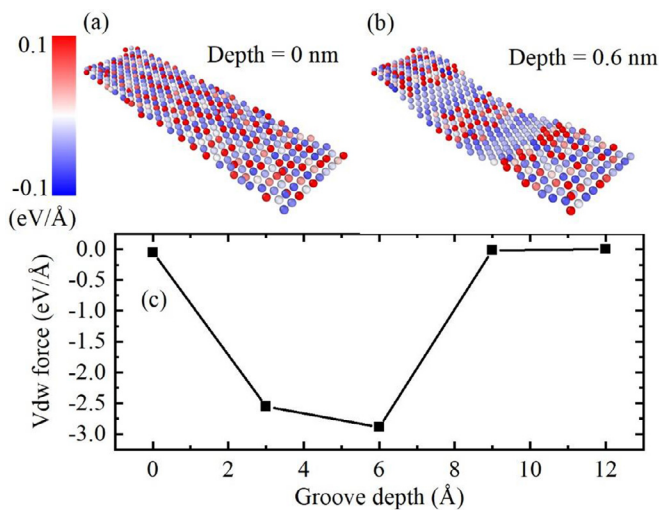 (a)
(b)
0.1
Depth = 0 nm
Depth = 0.6 nm
-0.1
(eV/Å)
0.0
-0.5
-1.0
-1.5
-2.0
-2.5
-3.0
Vdw force (eV/Å)
(c)
0 2 4 6 8 10 12
Groove depth (Å)